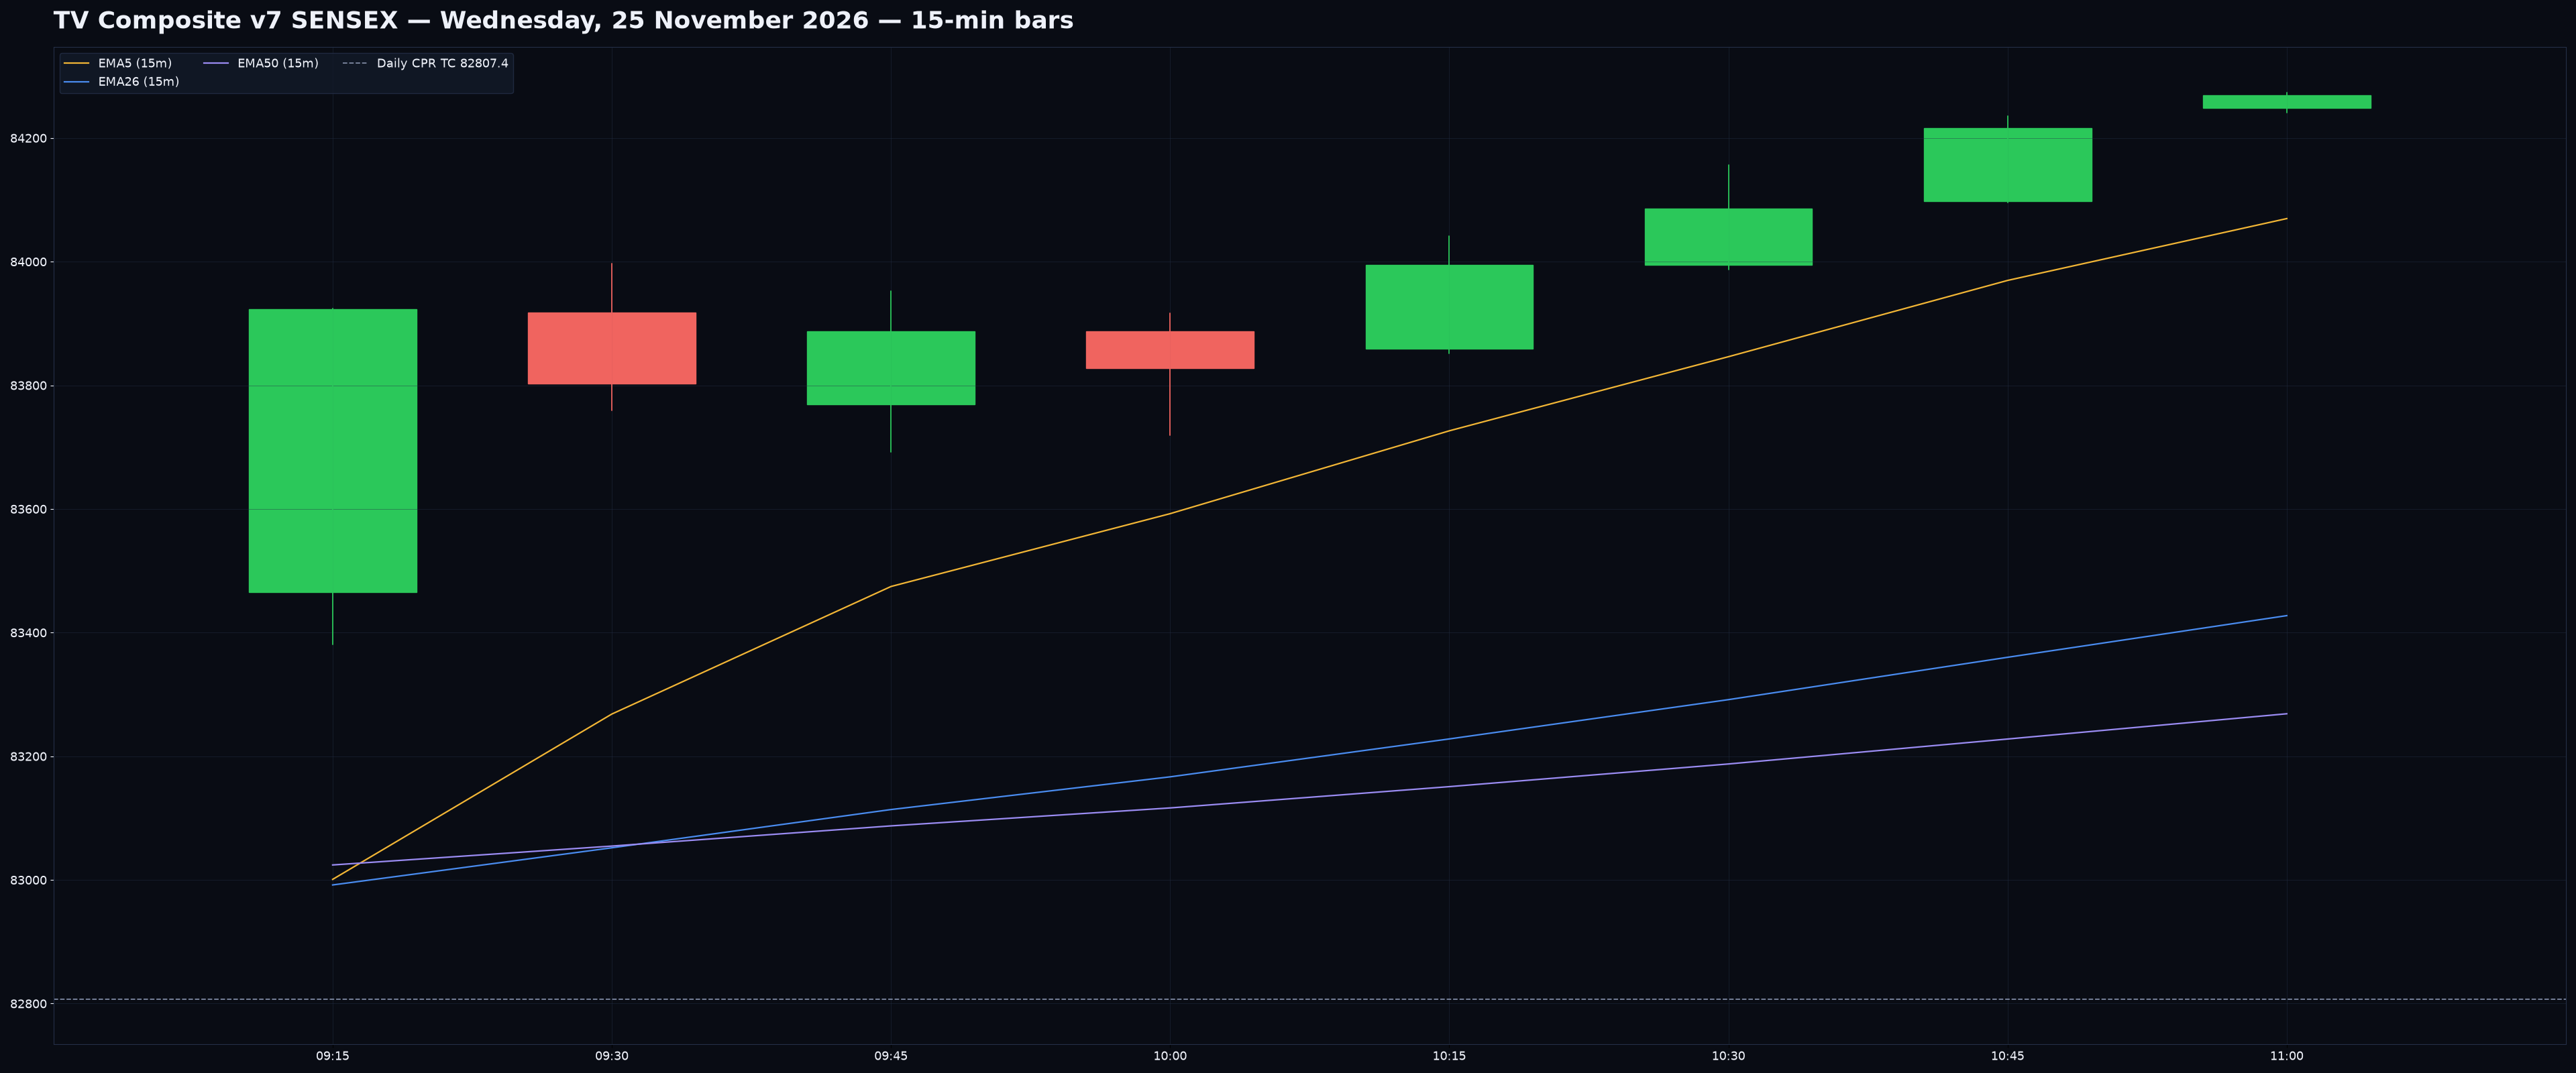 TV Composite v7 SENSEX — Wednesday, 25 November 2026 — 15-min bars
EMA5 (15m)
EMA26 (15m)
EMA50 (15m)
Daily CPR TC 82807.4
84200
84000
83800
83600
83400
83200
83000
82800
09:15 09:30 09:45 10:00 10:15 10:30 10:45 11:00